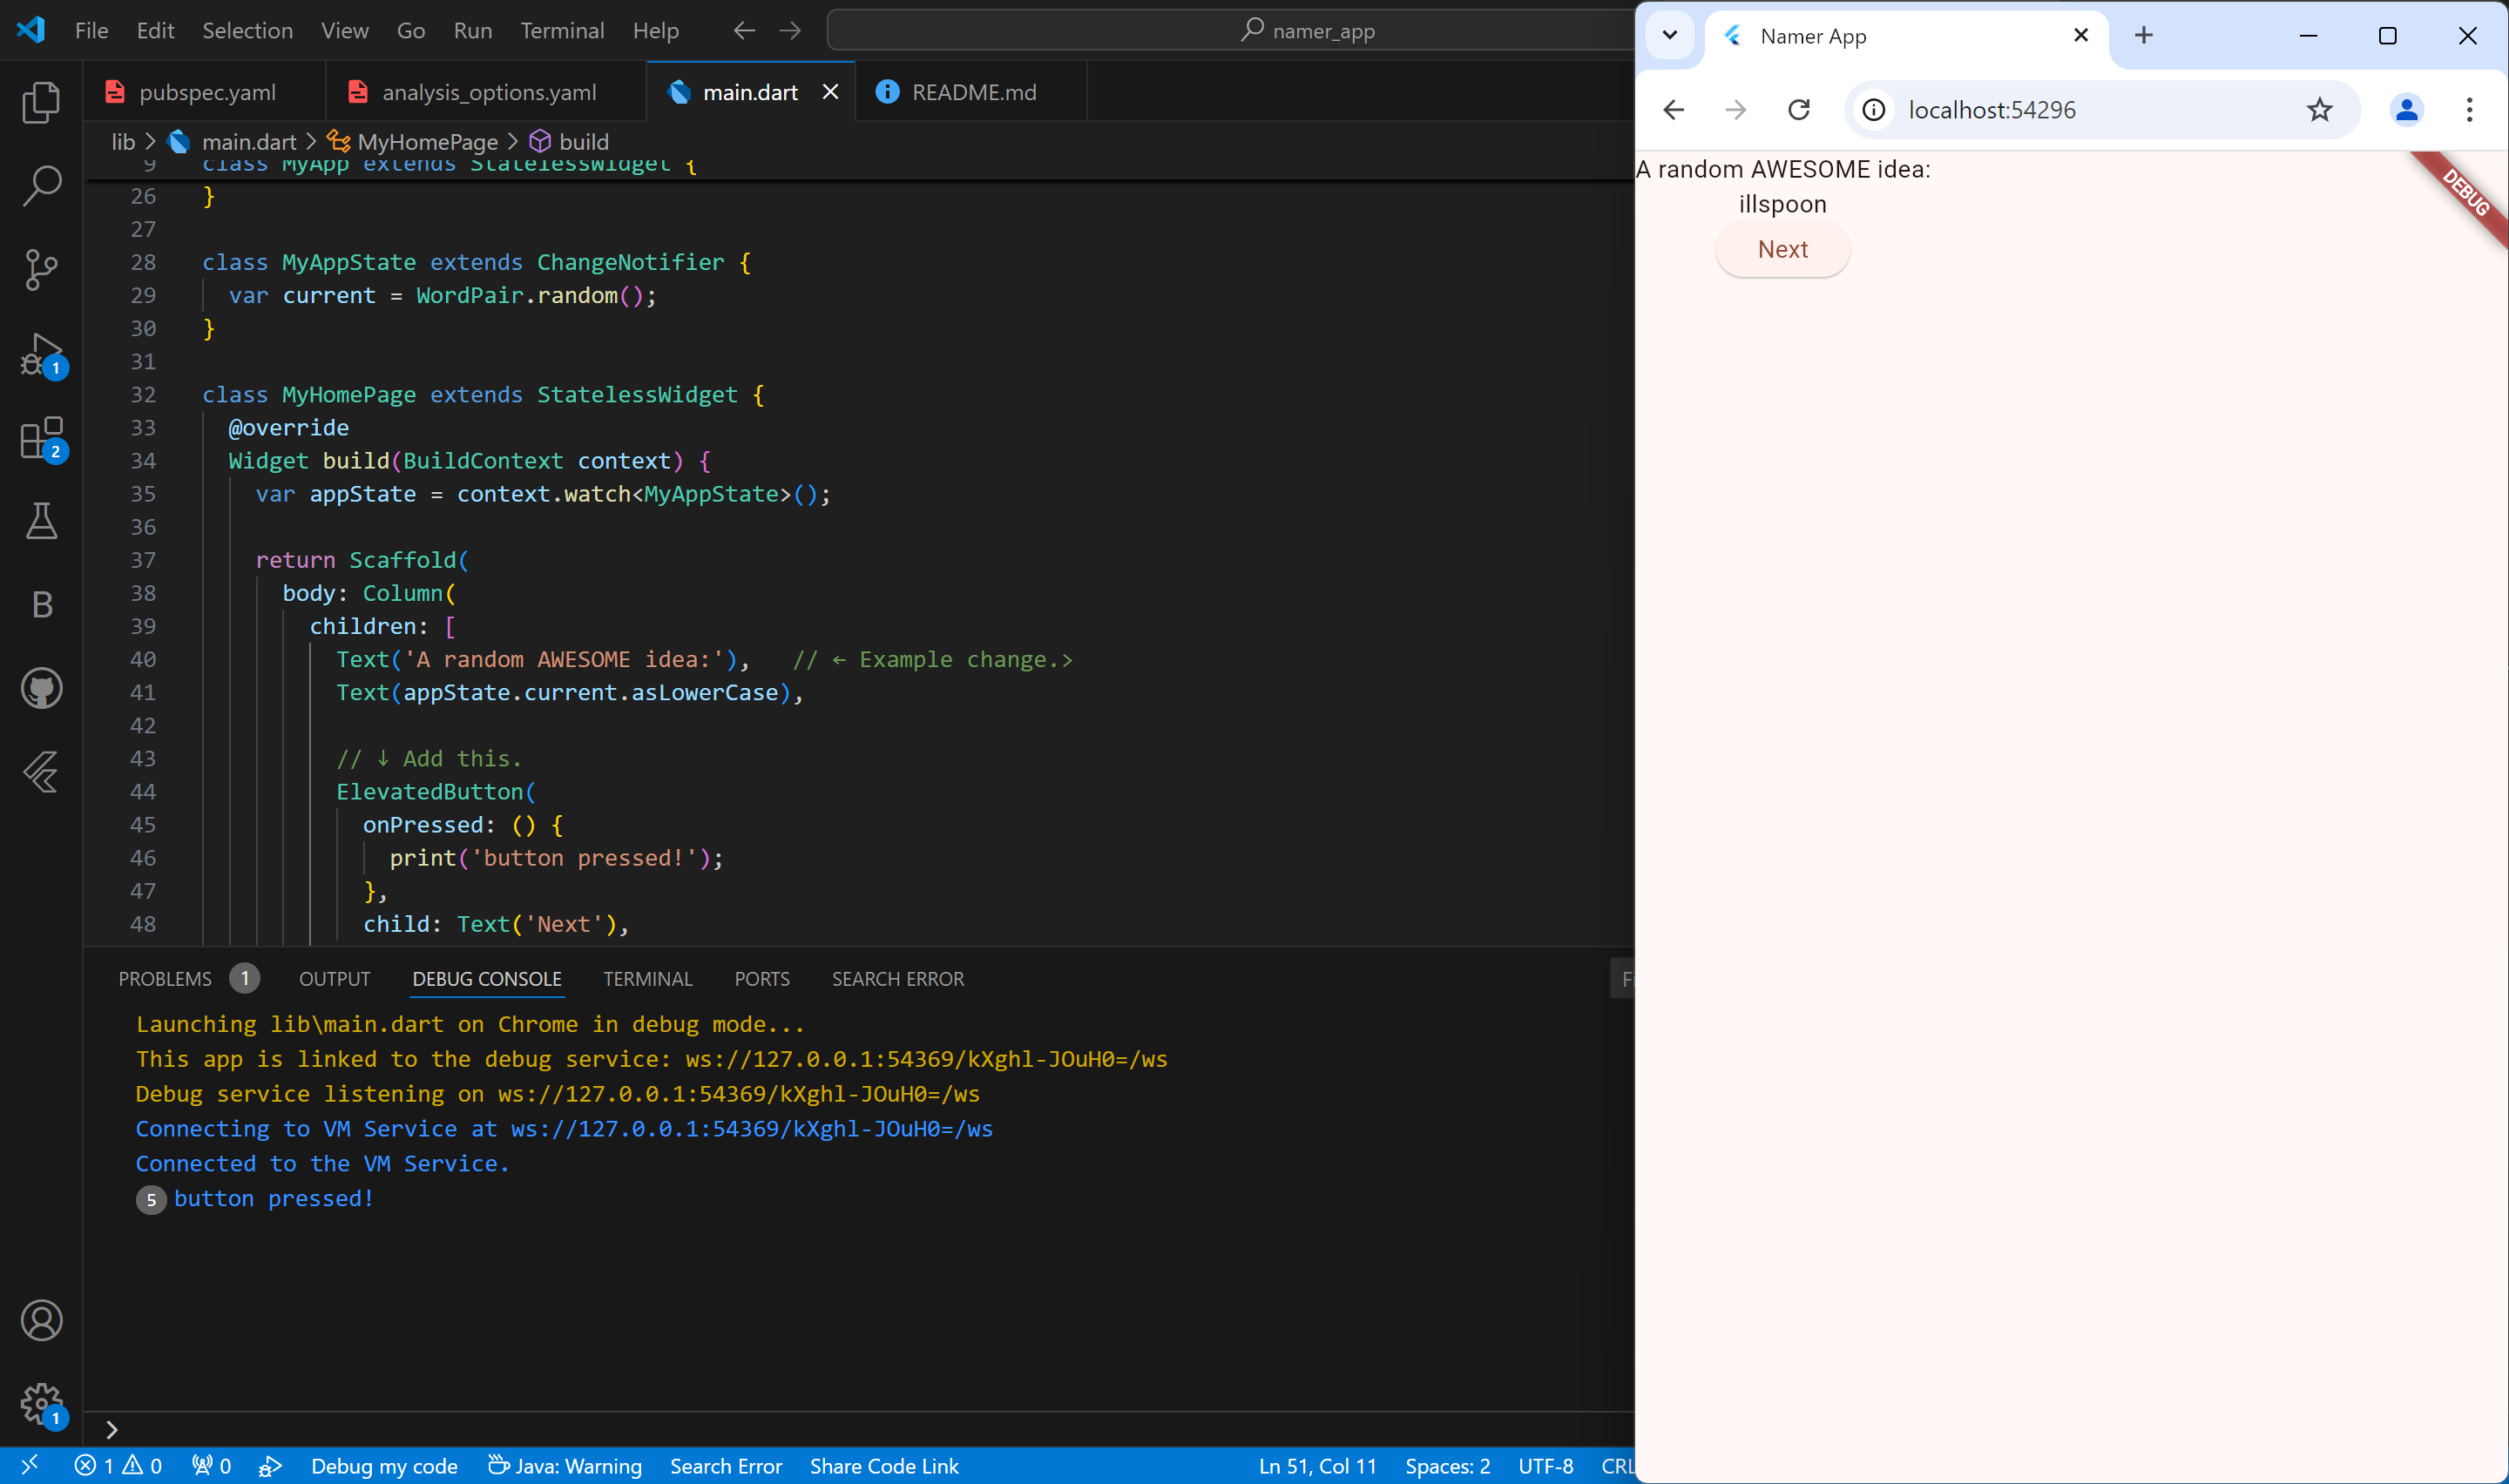 File Edit Selection View Go Run Terminal Help
namer_app
pubspec.yaml
analysis_options.yaml
main.dart
README.md
lib > main.dart > MyHomePage > build
9 class MyApp extends StatelessWidget {
26 }
27
28 class MyAppState extends ChangeNotifier {
29 var current = WordPair.random();
30 }
31
32 class MyHomePage extends StatelessWidget {
33 @override
34 Widget build(BuildContext context) {
35 var appState = context.watch<MyAppState>();
36
37 return Scaffold(
38 body: Column(
39 children: [
40 Text('A random AWESOME idea:'), // ← Example change.>
41 Text(appState.current.asLowerCase),
42
43 // ↓ Add this.
44 ElevatedButton(
45 onPressed: () {
46 print('button pressed!');
47 },
48 child: Text('Next'),
1
2
B
1
PROBLEMS 1 OUTPUT DEBUG CONSOLE TERMINAL PORTS SEARCH ERROR
Launching lib\main.dart on Chrome in debug mode...
This app is linked to the debug service: ws://127.0.0.1:54369/kXghl-JOuH0=/ws
Debug service listening on ws://127.0.0.1:54369/kXghl-JOuH0=/ws
Connecting to VM Service at ws://127.0.0.1:54369/kXghl-JOuH0=/ws
Connected to the VM Service.
5 button pressed!
>
1 0 0 Debug my code Java: Warning Search Error Share Code Link Ln 51, Col 11 Spaces: 2 UTF-8 CRL
Namer App
localhost:54296
A random AWESOME idea:
illspoon
Next
DEBUG